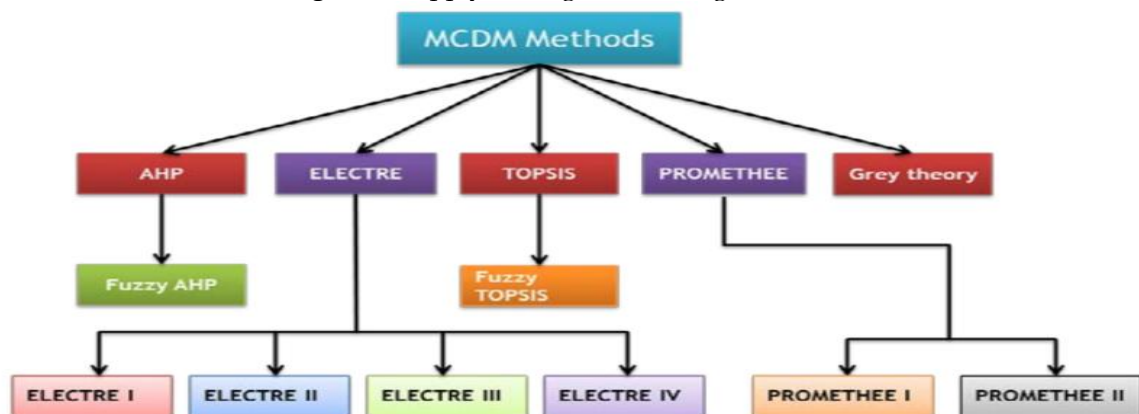 MCDM Methods
AHP
ELECTRE
TOPSIS
PROMETHEE
Grey theory
Fuzzy AHP
Fuzzy
TOPSIS
ELECTRE I
ELECTRE II
ELECTRE III
ELECTRE IV
PROMETHEE I
PROMETHEE II